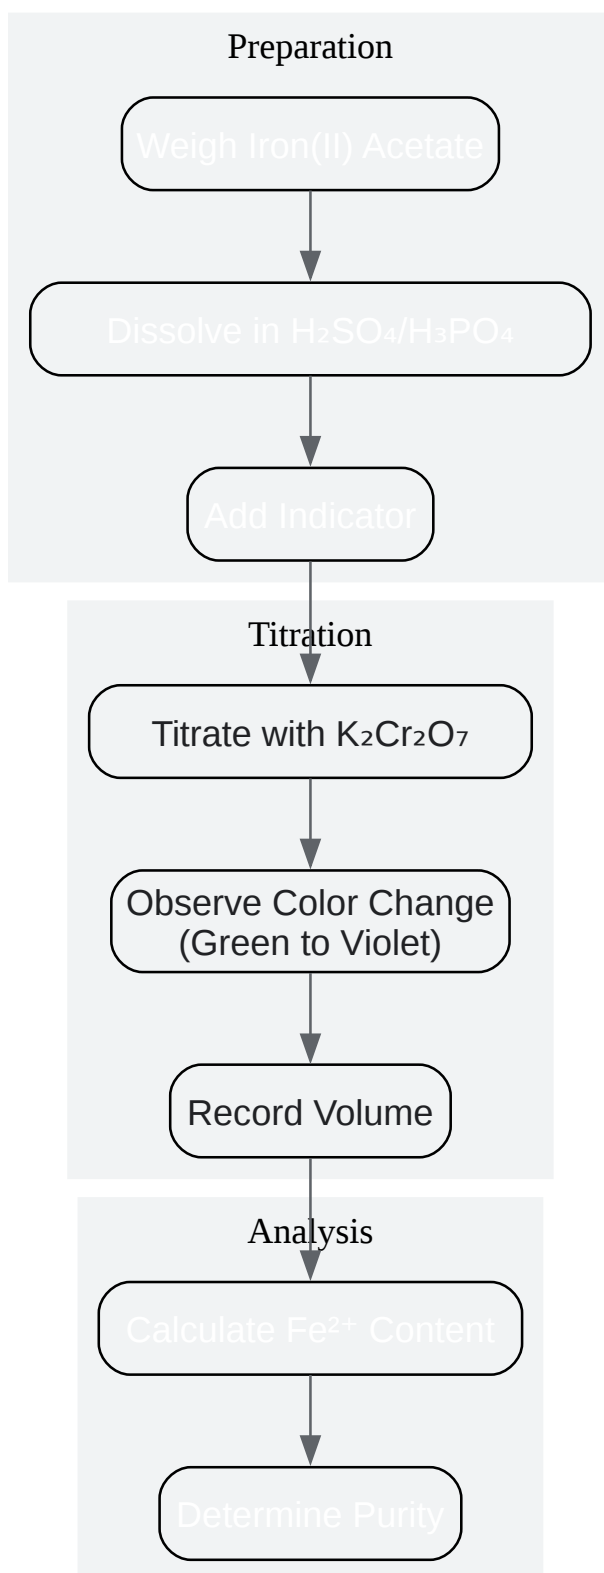 Preparation
Weigh Iron(II) Acetate
Dissolve in H₂SO₄/H₃PO₄
Add Indicator
Titration
Titrate with K₂Cr₂O₇
Observe Color Change
(Green to Violet)
Record Volume
Analysis
Calculate Fe²⁺ Content
Determine Purity